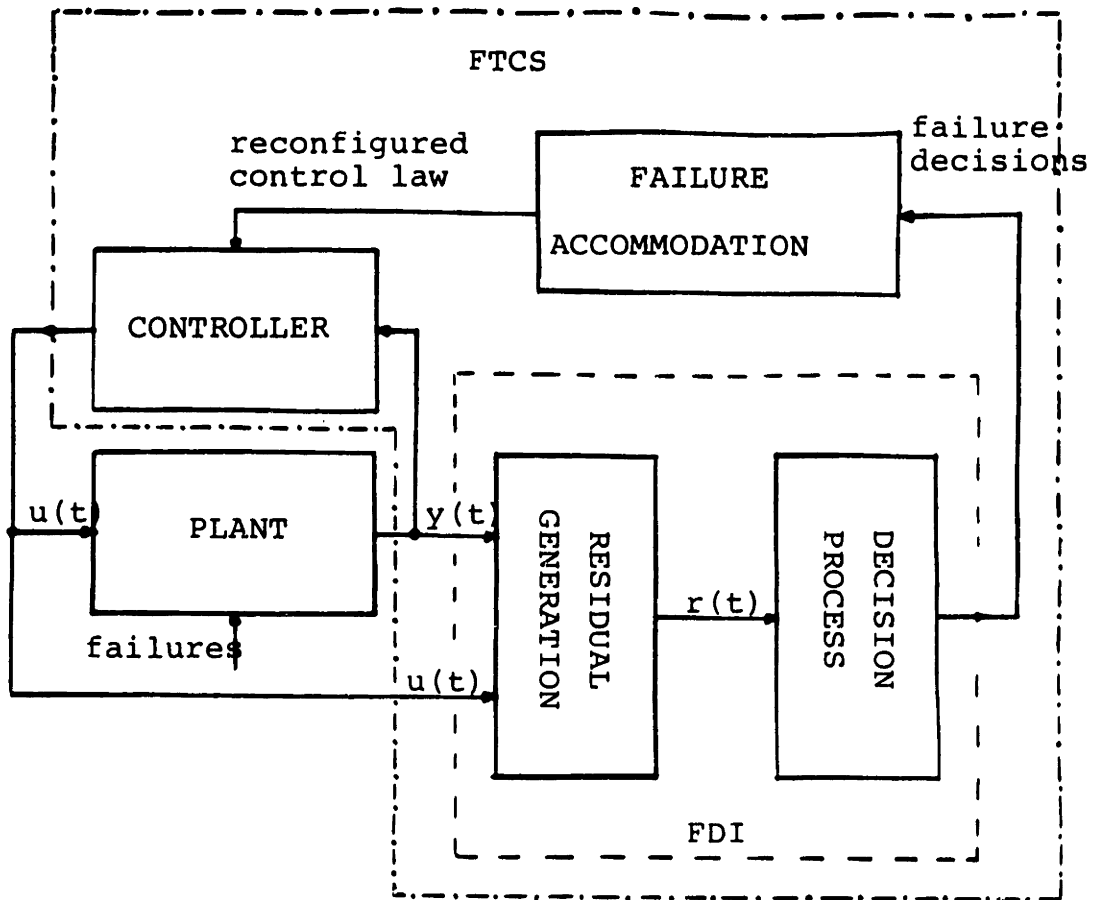 FTCS
reconfigured
control law
failure
decisions
FAILURE
ACCOMMODATION
CONTROLLER
u(t)
PLANT
y(t)
failures
u(t)
RESIDUAL
GENERATION
r(t)
DECISION
PROCESS
FDI